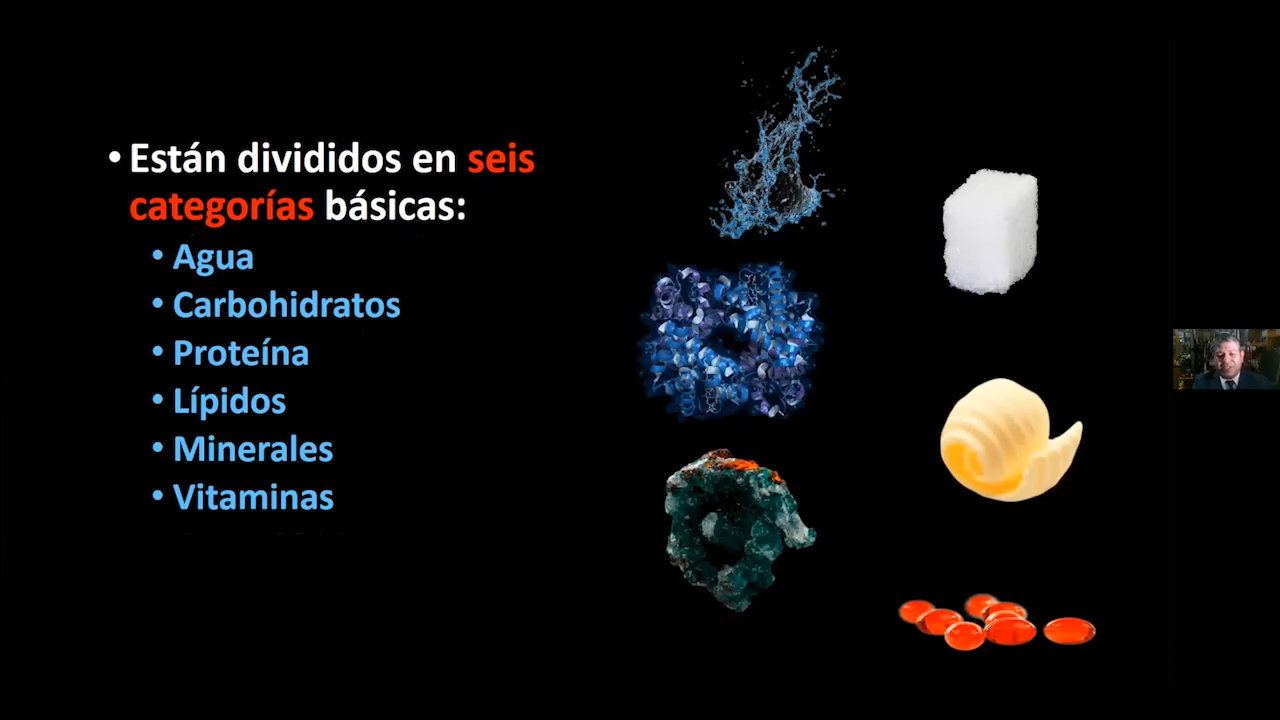 • Están divididos en seis
categorías básicas:
• Agua
• Carbohidratos
• Proteína
• Lípidos
• Minerales
• Vitaminas